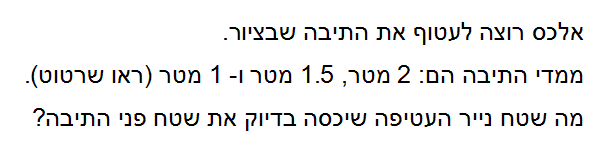 אלכס רוצה לעטוף את התיבה שבציור.
ממדי התיבה הם: 2 מטר, 1.5 מטר ו- 1 מטר (ראו שרטוט).
מה שטח נייר העטיפה שיכסה בדיוק את שטח פני התיבה?